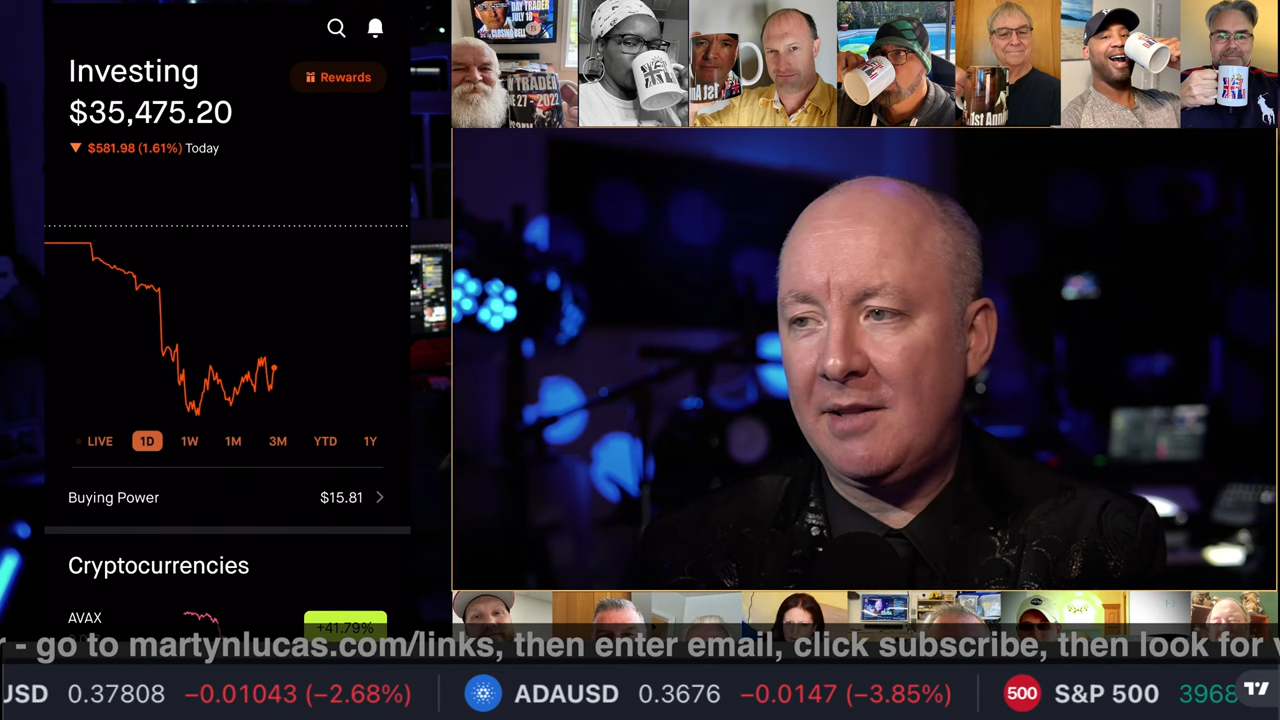 Investing
Rewards
$35,475.20
$581.98 (1.61%) Today
LIVE 1D 1W 1M 3M YTD 1Y
Buying Power $15.81
Cryptocurrencies
AVAX
+41.79%
DAY TRADER
JULY 18
CLOSING BELL
- go to martynlucas.com/links, then enter email, click subscribe, then look for
USD 0.37808 −0.01043 (−2.68%)
ADAUSD 0.3676 −0.0147 (−3.85%)
500 S&P 500 3968